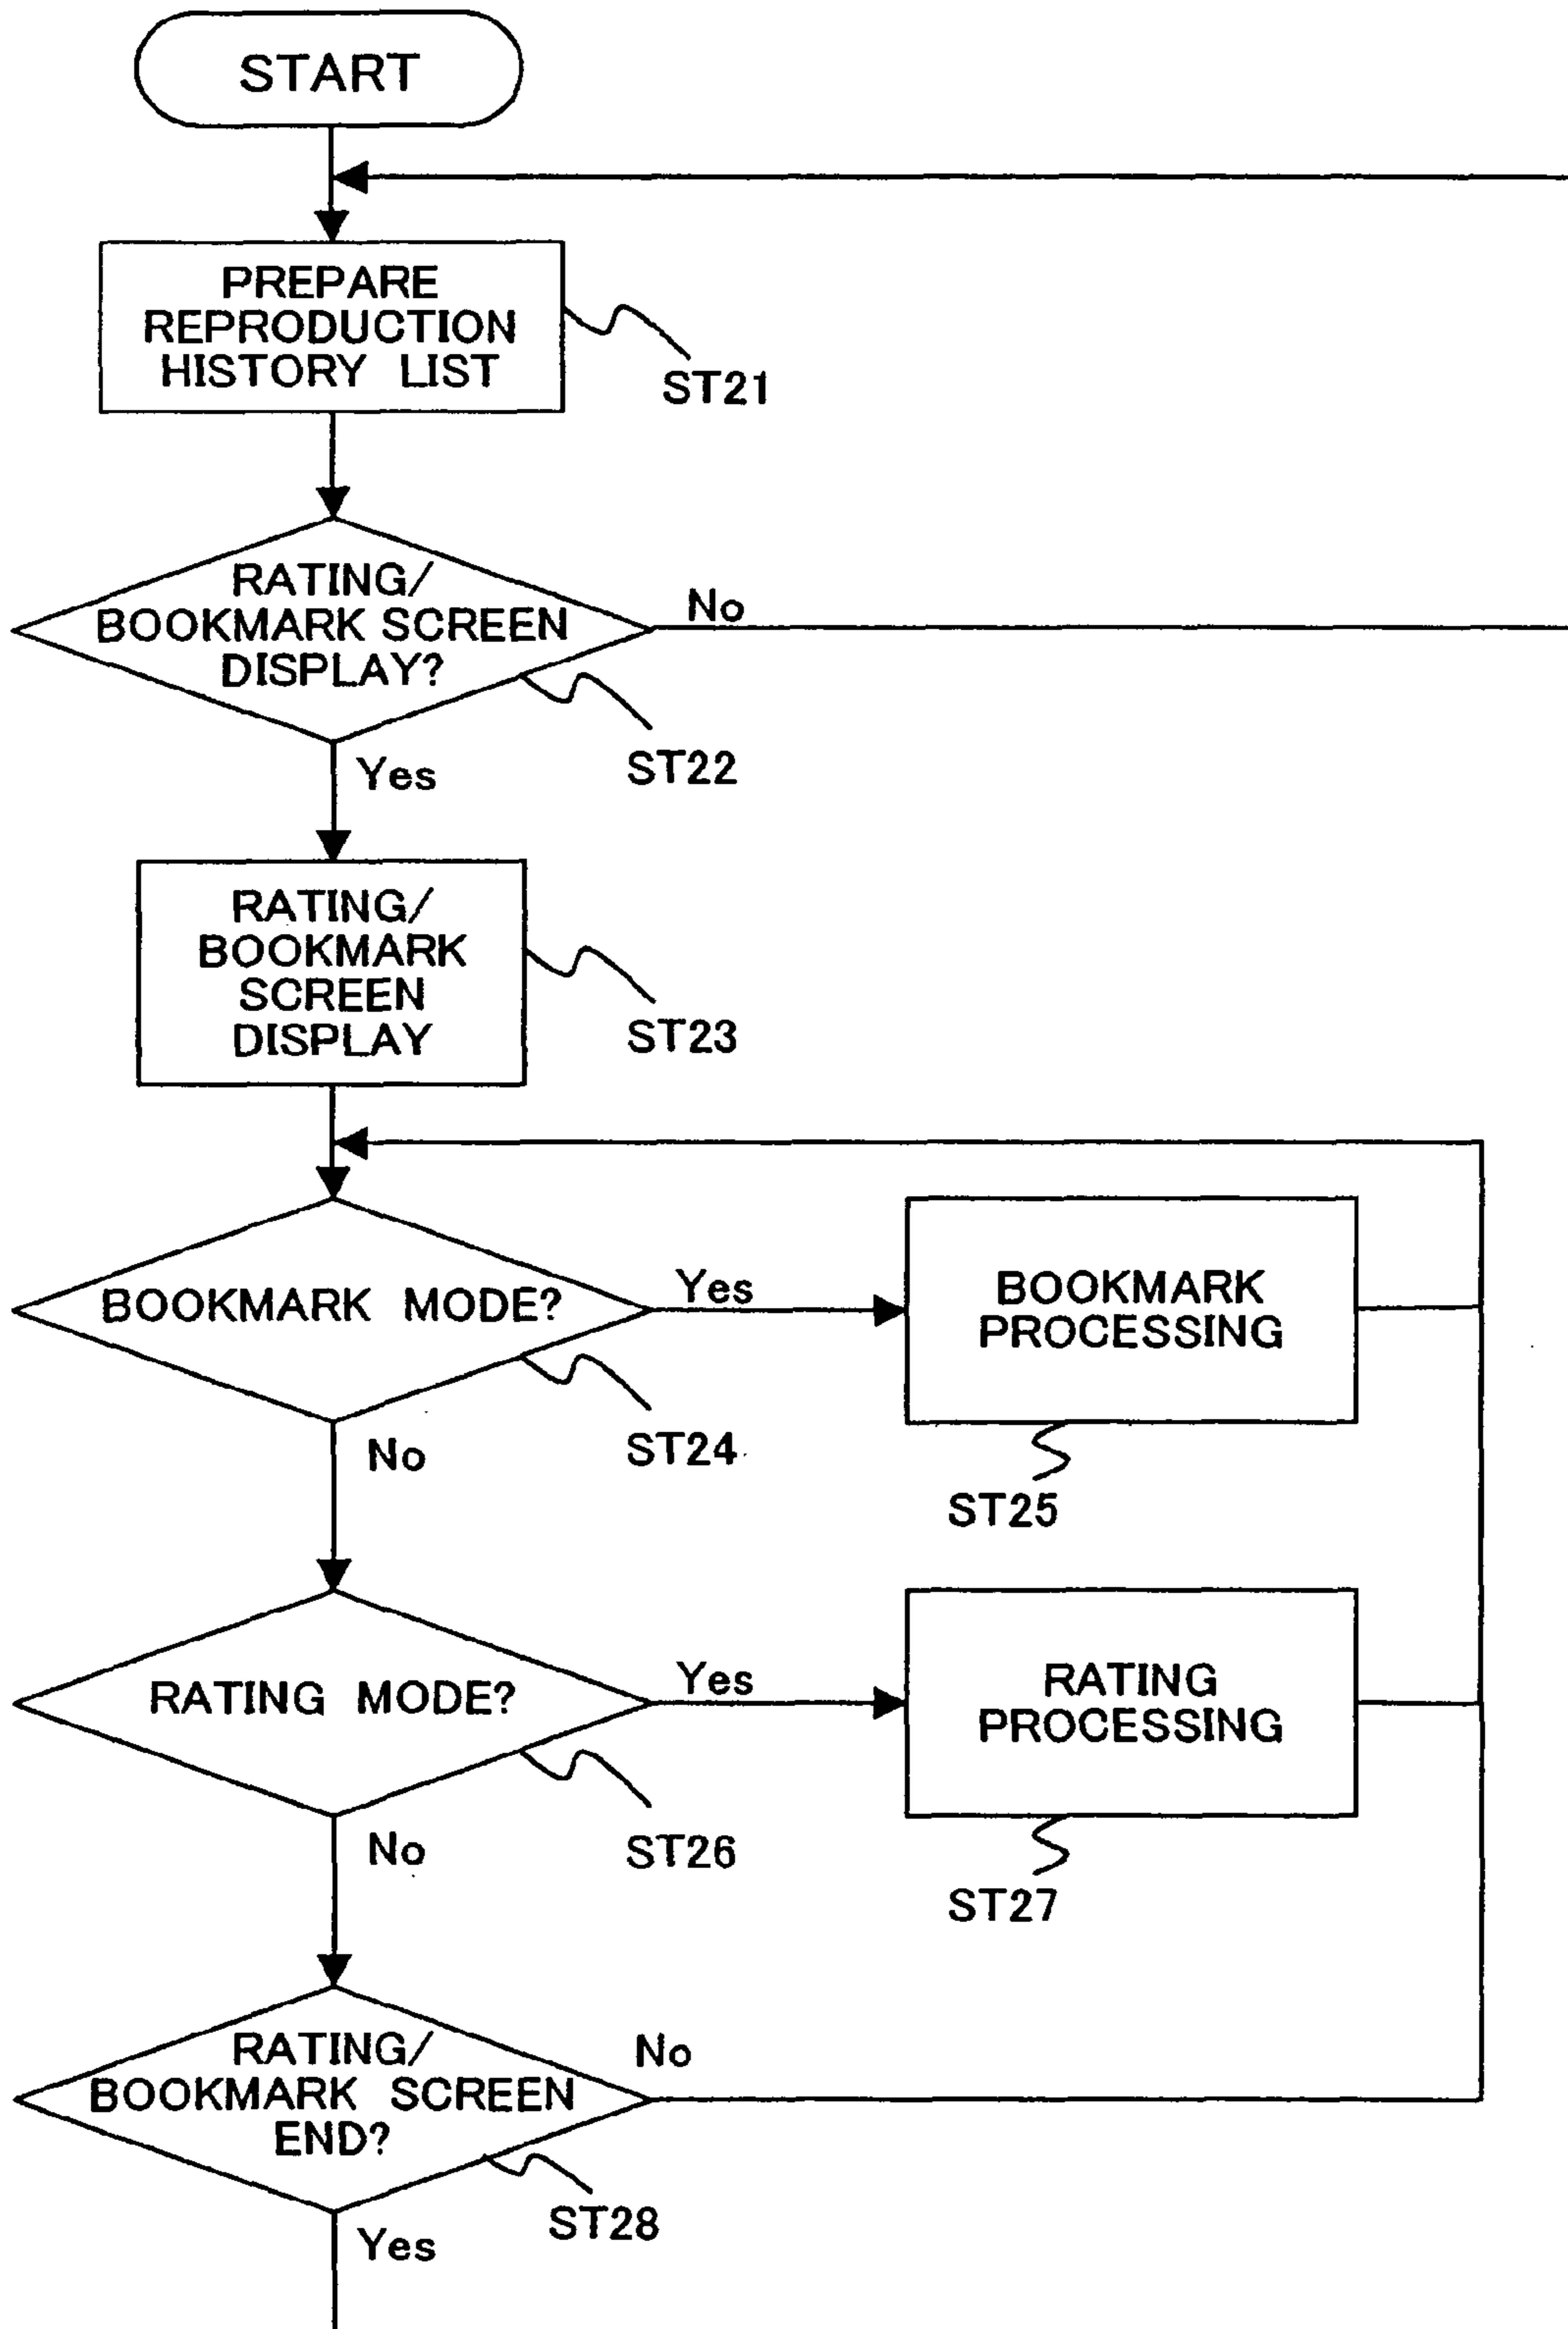 START
PREPARE
REPRODUCTION
HISTORY LIST
ST21
RATING/
BOOKMARK SCREEN
DISPLAY?
No
ST22
Yes
RATING/
BOOKMARK
SCREEN
DISPLAY
ST23
BOOKMARK MODE?
Yes
BOOKMARK
PROCESSING
ST24
No
ST25
RATING MODE?
Yes
RATING
PROCESSING
ST26
No
ST27
RATING/
BOOKMARK SCREEN
END?
No
ST28
Yes